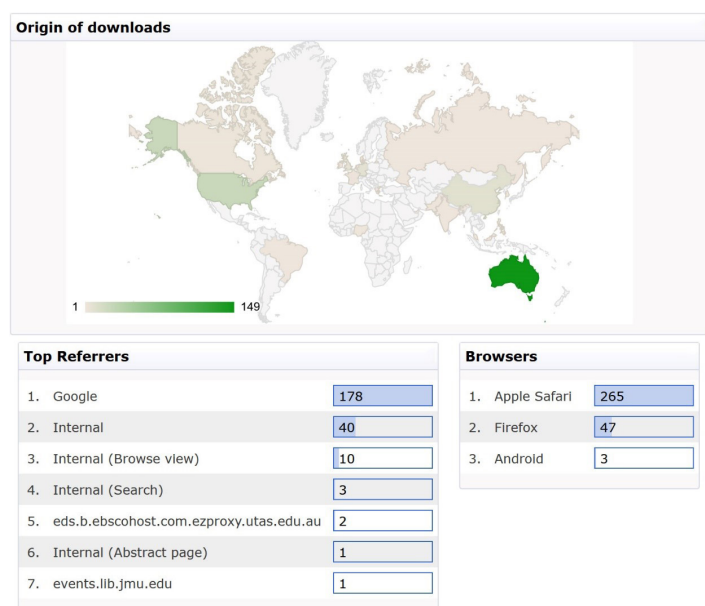 Origin of downloads
1 149
Top Referrers
1. Google 178
2. Internal 40
3. Internal (Browse view) 10
4. Internal (Search) 3
5. eds.b.ebscohost.com.ezproxy.utas.edu.au 2
6. Internal (Abstract page) 1
7. events.lib.jmu.edu 1
Browsers
1. Apple Safari 265
2. Firefox 47
3. Android 3